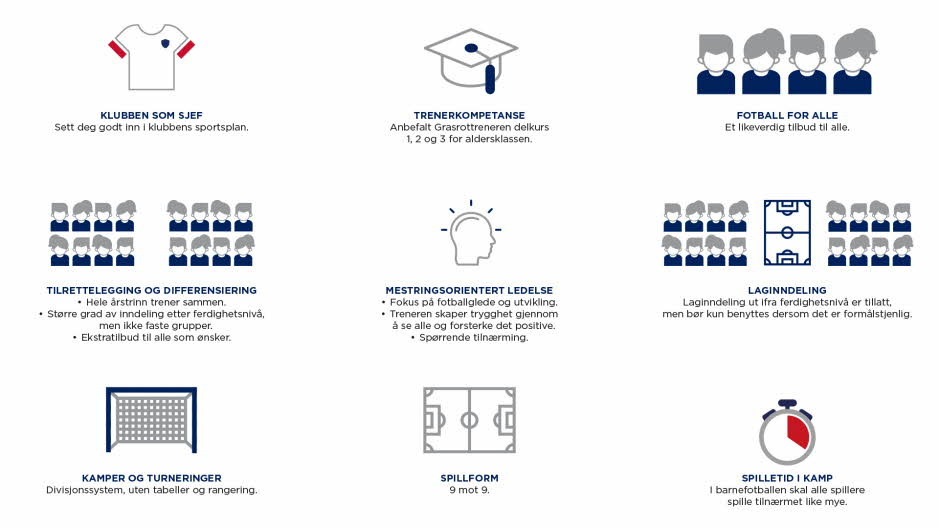 KLUBBEN SOM SJEF
Sett deg godt inn i klubbens sportsplan.
TRENERKOMPETANSE
Anbefalt Grasrottreneren delkurs
1, 2 og 3 for aldersklassen.
FOTBALL FOR ALLE
Et likeverdig tilbud til alle.
TILRETTELEGGING OG DIFFERENSIERING
• Hele årstrinn trener sammen.
• Større grad av inndeling etter ferdighetsnivå,
men ikke faste grupper.
• Ekstratilbud til alle som ønsker.
MESTRINGSORIENTERT LEDELSE
• Fokus på fotballglede og utvikling.
• Treneren skaper trygghet gjennom
å se alle og forsterke det positive.
• Spørrende tilnærming.
LAGINNDELING
Laginndeling ut ifra ferdighetsnivå er tillatt,
men bør kun benyttes dersom det er formålstjenlig.
KAMPER OG TURNERINGER
Divisjonssystem, uten tabeller og rangering.
SPILLFORM
9 mot 9.
SPILLETID I KAMP
I barnefotballen skal alle spillere
spille tilnærmet like mye.